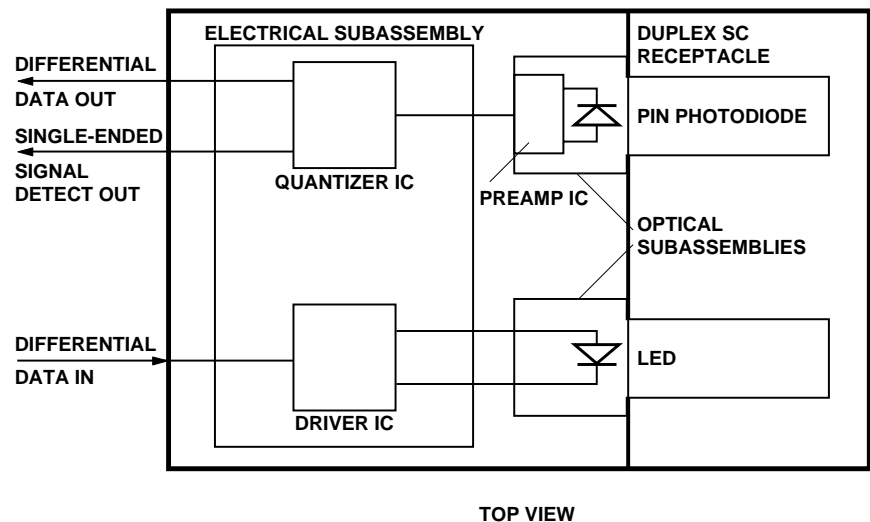 ELECTRICAL SUBASSEMBLY
DUPLEX SC
RECEPTACLE
DIFFERENTIAL
DATA OUT
PIN PHOTODIODE
SINGLE-ENDED
SIGNAL
DETECT OUT
QUANTIZER IC
PREAMP IC
OPTICAL
SUBASSEMBLIES
DIFFERENTIAL
DATA IN
LED
DRIVER IC
TOP VIEW